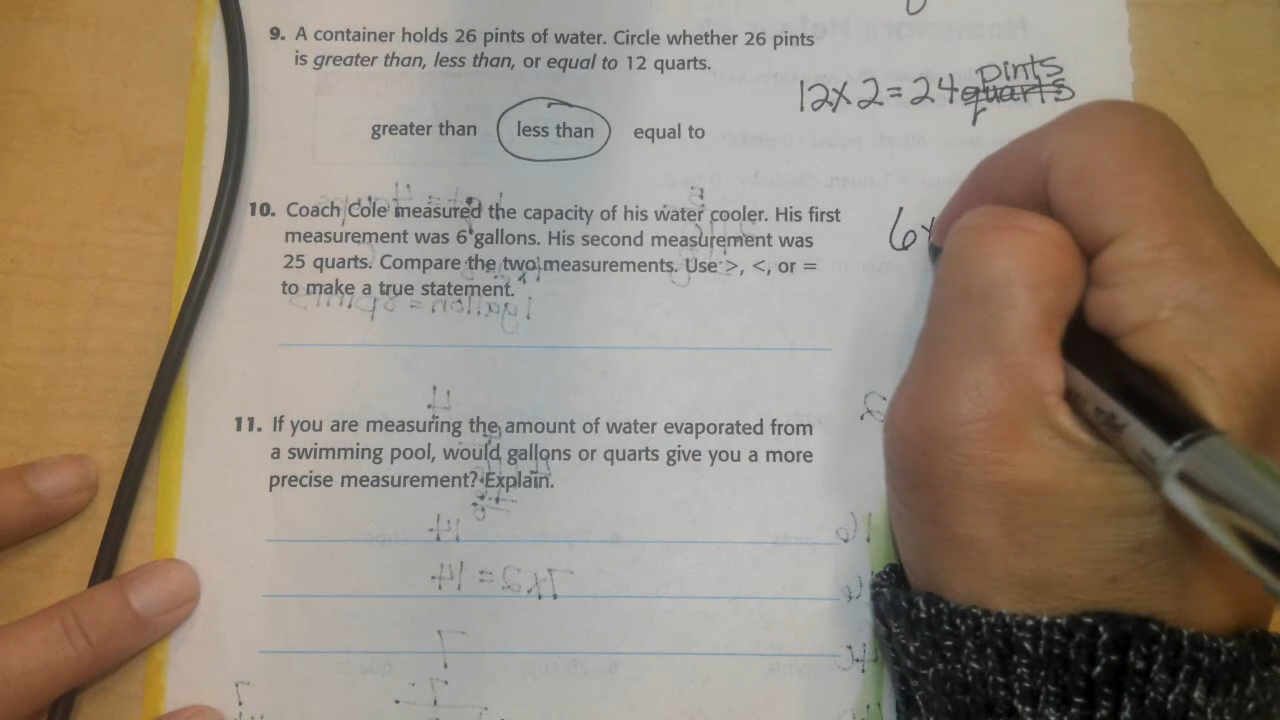 9. A container holds 26 pints of water. Circle whether 26 pints
is greater than, less than, or equal to 12 quarts.
pints
12x2=24 quarts
greater than less than equal to
10. Coach Cole measured the capacity of his water cooler. His first
measurement was 6 gallons. His second measurement was
25 quarts. Compare the two measurements. Use >, <, or =
to make a true statement.
6x
11. If you are measuring the amount of water evaporated from
a swimming pool, would gallons or quarts give you a more
precise measurement? Explain.